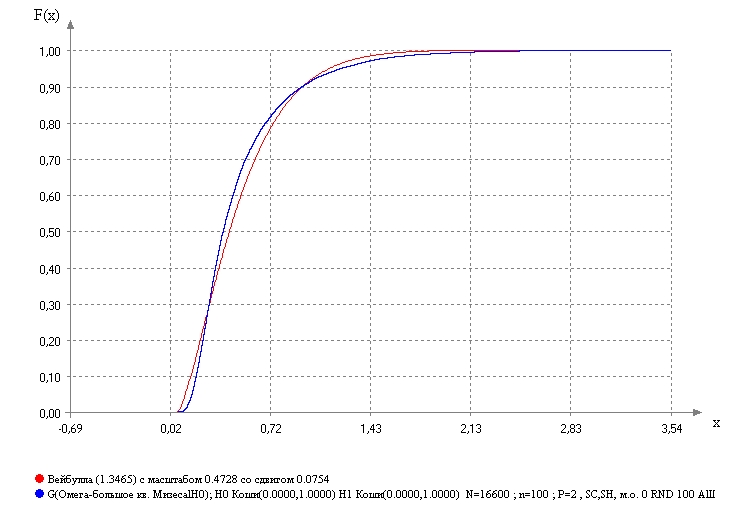 F(x)
1,00
0,90
0,80
0,70
0,60
0,50
0,40
0,30
0,20
0,10
0,00
-0,69 0,02 0,72 1,43 2,13 2,83 3,54
x
Вейбулла (1.3465) с масштабом 0.4728 со сдвигом 0.0754
G(Омега-большое кв. Мизеса|H0); H0 Коши(0.0000,1.0000) H1 Коши(0.0000,1.0000) N=16600 ; n=100 ; P=2 , SC,SH, м.о. 0 RND 100 АШ